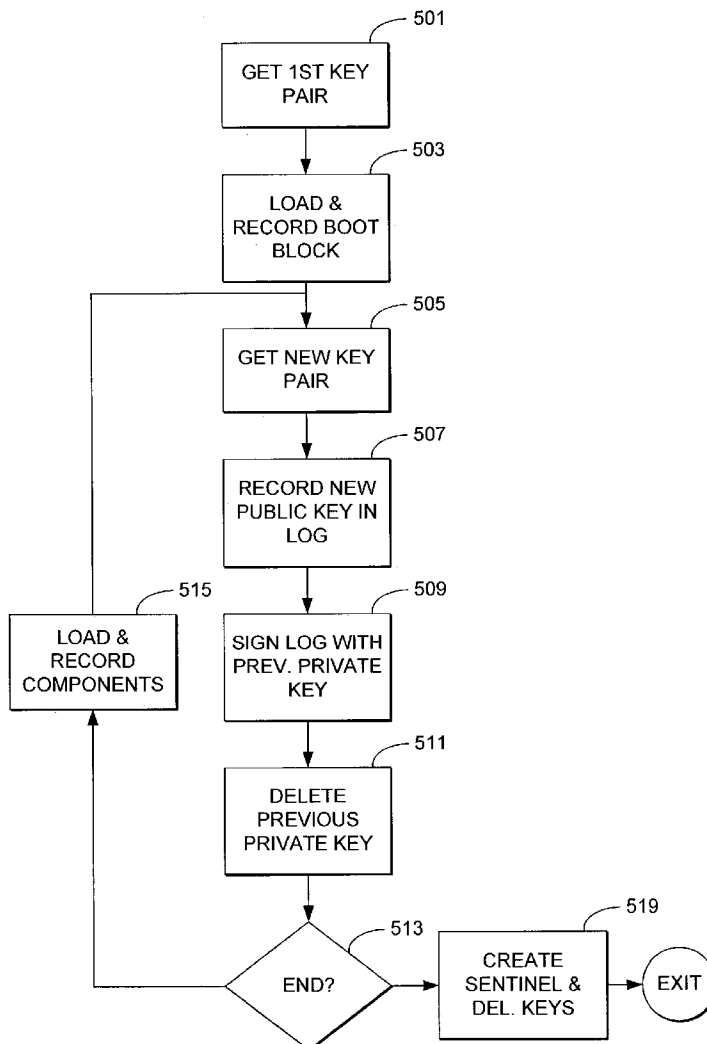 501
GET 1ST KEY
PAIR
503
LOAD &
RECORD BOOT
BLOCK
505
GET NEW KEY
PAIR
507
RECORD NEW
PUBLIC KEY IN
LOG
515
LOAD &
RECORD
COMPONENTS
509
SIGN LOG WITH
PREV. PRIVATE
KEY
511
DELETE
PREVIOUS
PRIVATE KEY
513
END?
519
CREATE
SENTINEL &
DEL. KEYS
EXIT